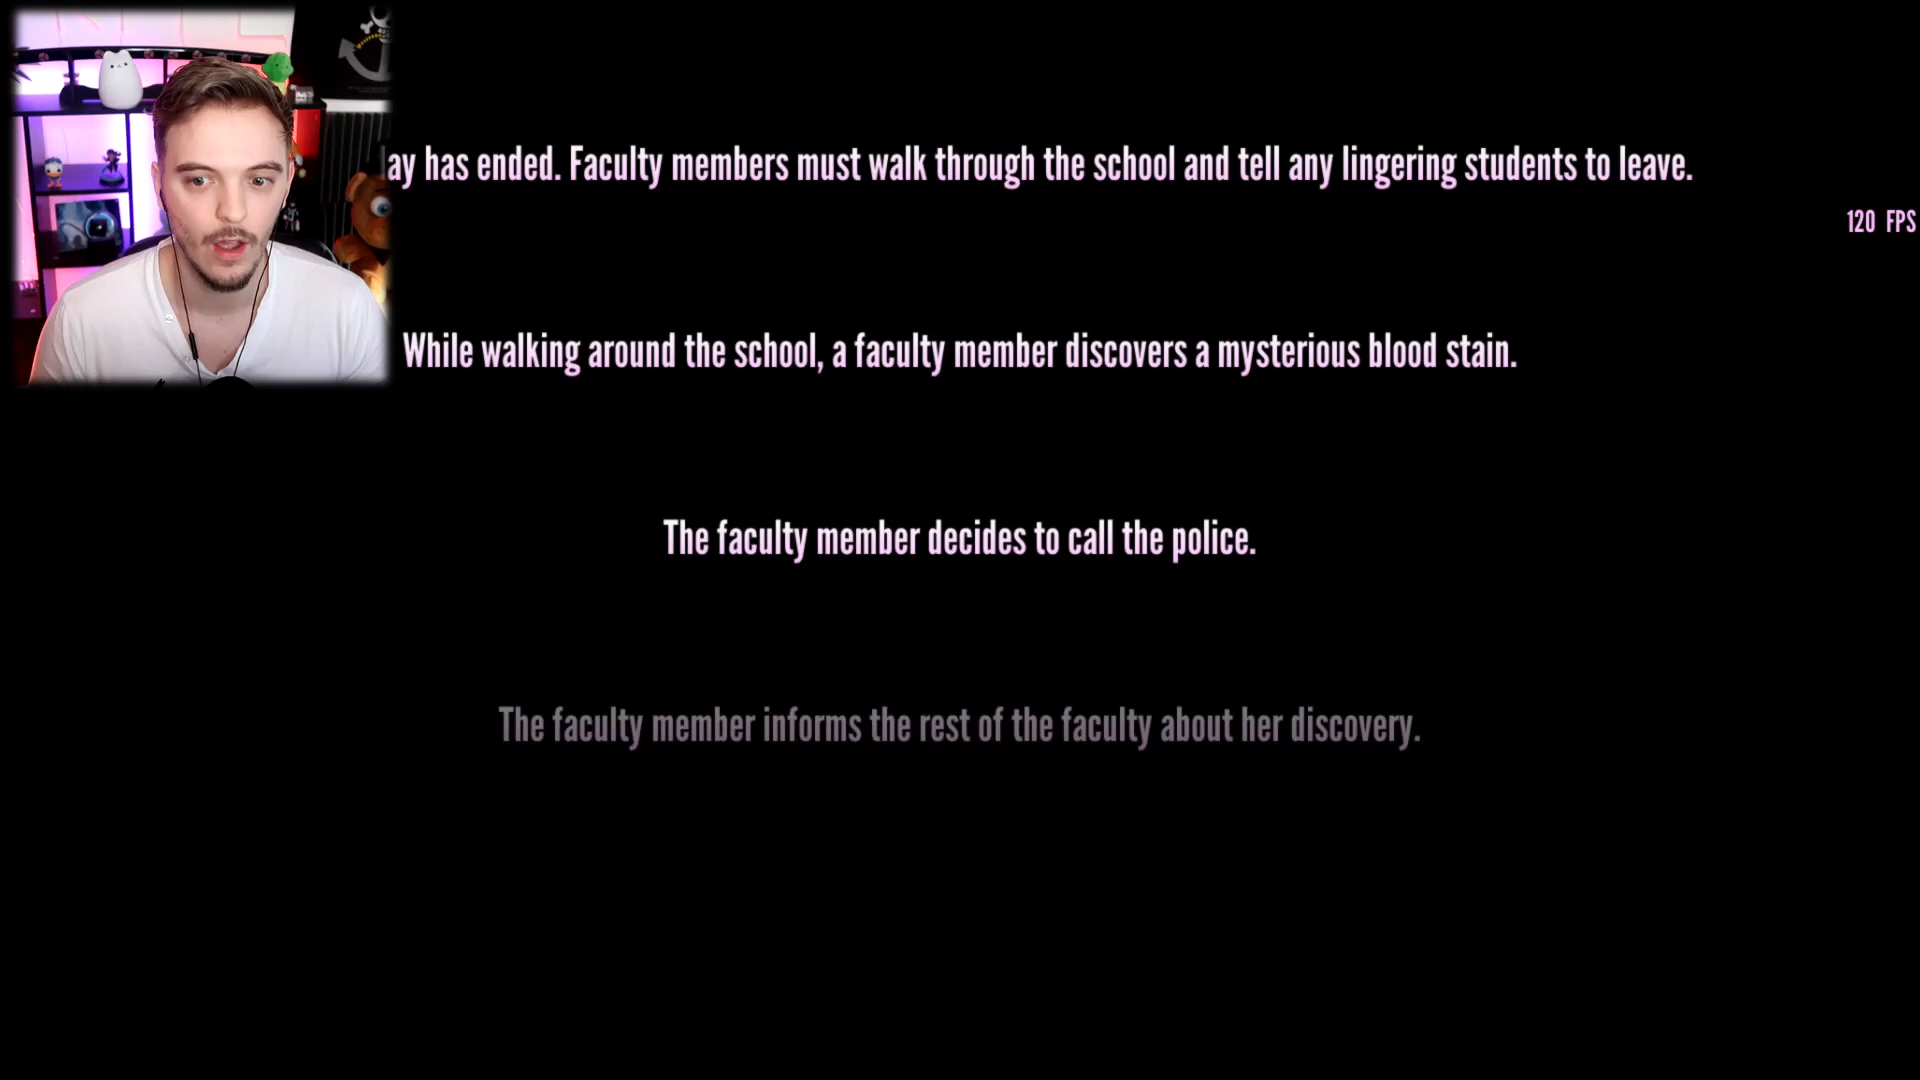 ay has ended. Faculty members must walk through the school and tell any lingering students to leave.
120 FPS
While walking around the school, a faculty member discovers a mysterious blood stain.
The faculty member decides to call the police.
The faculty member informs the rest of the faculty about her discovery.